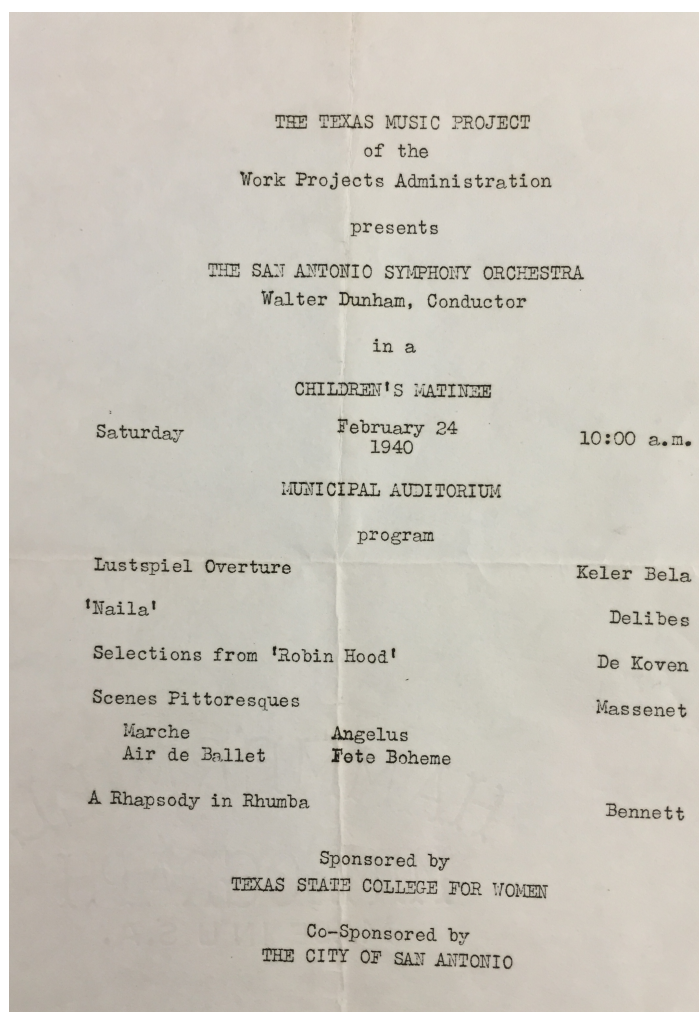 THE TEXAS MUSIC PROJECT
of the
Work Projects Administration
presents
THE SAN ANTONIO SYMPHONY ORCHESTRA
Walter Dunham, Conductor
in a
CHILDREN'S MATINEE
Saturday February 24 10:00 a.m.
1940
MUNICIPAL AUDITORIUM
program
Lustspiel Overture Keler Bela
'Naila' Delibes
Selections from 'Robin Hood' De Koven
Scenes Pittoresques Massenet
Marche Angelus
Air de Ballet Fete Boheme
A Rhapsody in Rhumba Bennett
Sponsored by
TEXAS STATE COLLEGE FOR WOMEN
Co-Sponsored by
THE CITY OF SAN ANTONIO